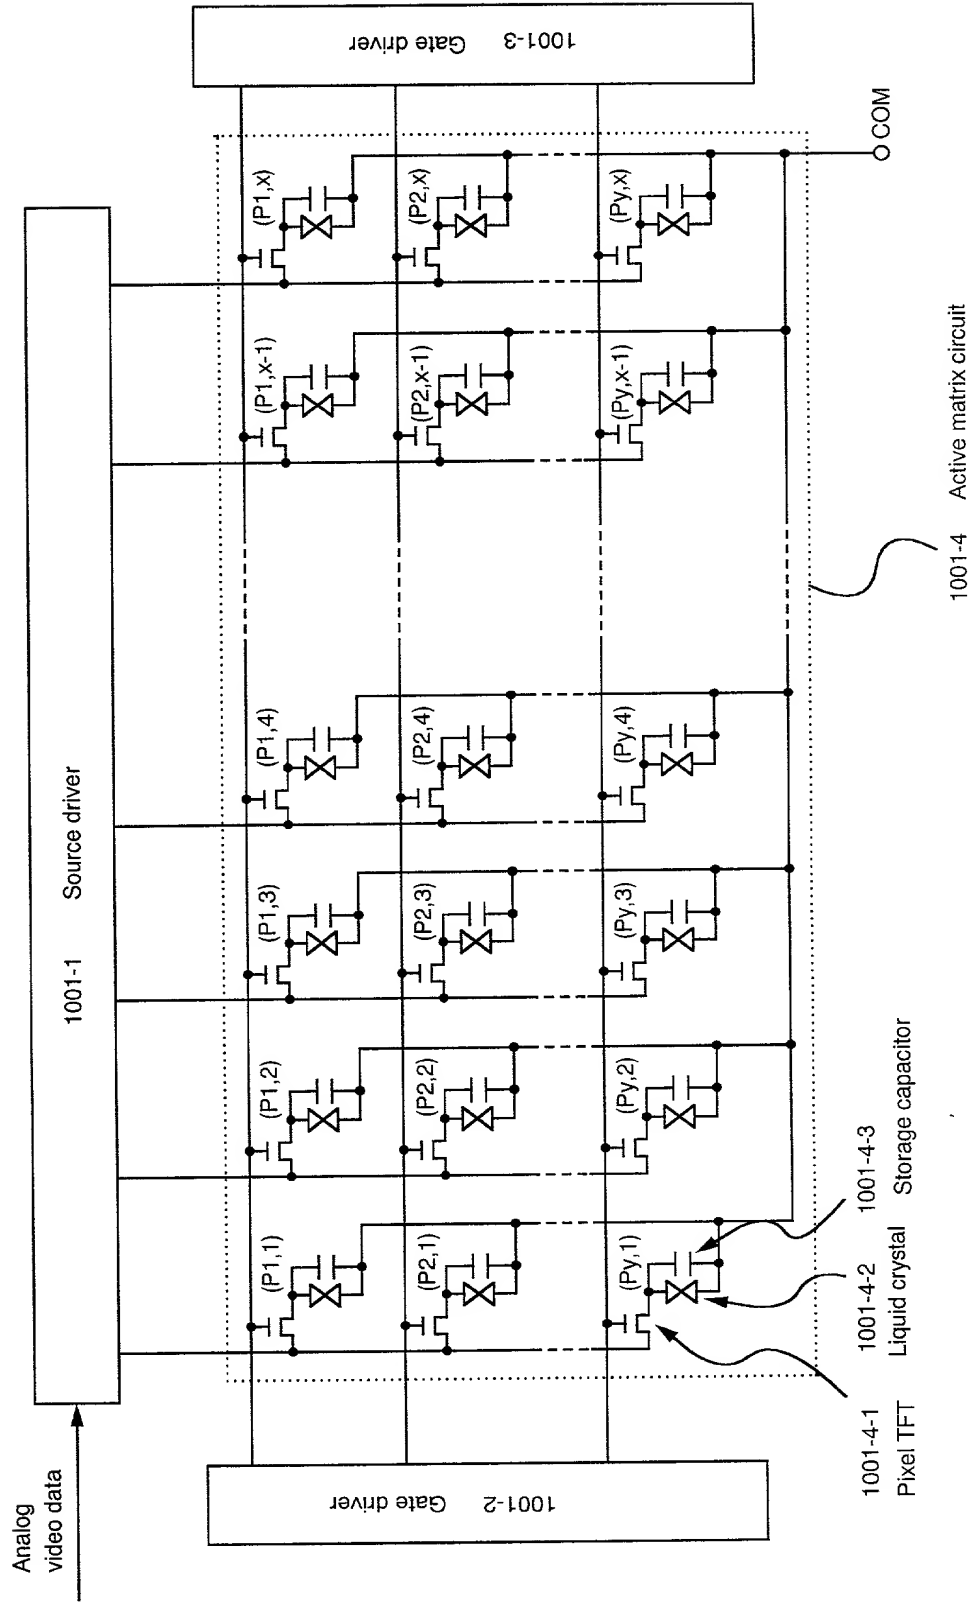 Analog
video data
1001-1 Source driver
1001-2 Gate driver
1001-3 Gate driver
(P1,1)
(P1,2)
(P1,3)
(P1,4)
(P1,x-1)
(P1,x)
(P2,1)
(P2,2)
(P2,3)
(P2,4)
(P2,x-1)
(P2,x)
(Py,1)
(Py,2)
(Py,3)
(Py,4)
(Py,x-1)
(Py,x)
COM
1001-4-1
Pixel TFT
1001-4-2
Liquid crystal
1001-4-3
Storage capacitor
1001-4 Active matrix circuit